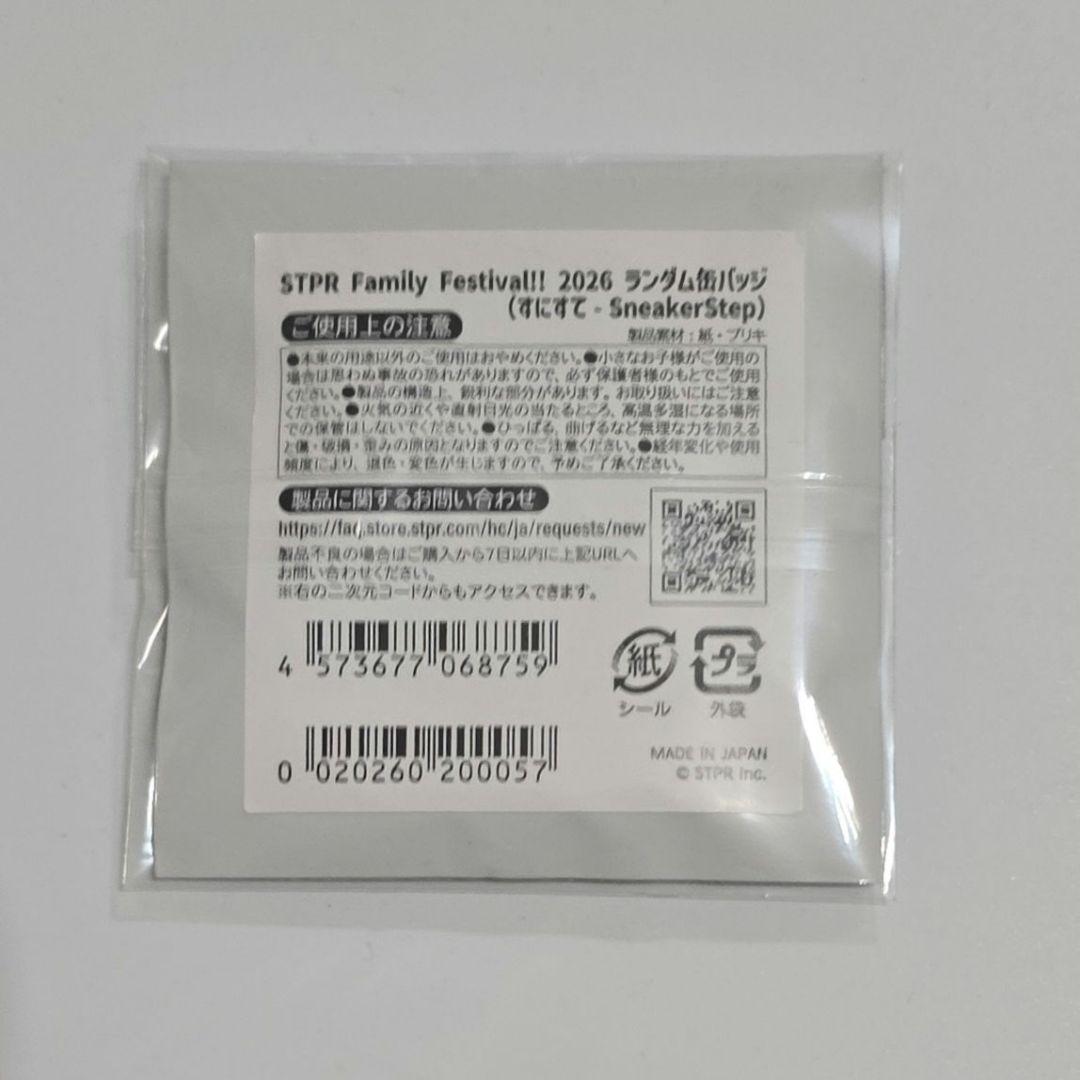 STPR Family Festival!! 2026 ランダム缶バッジ
(すにすて - SneakerStep)
ご使用上の注意
製品素材：紙・ブリキ
●本来の用途以外のご使用はおやめください。●小さなお子様がご使用の
場合は思わぬ事故の恐れがありますので、必ず保護者様のもとでご使用
ください。●製品の構造上、鋭利な部分があります。お取り扱いにはご注意
ください。●火気の近くや直射日光の当たるところ、高温多湿になる場所
での保管はしないでください。●ひっぱる、曲げるなど無理な力を加える
と傷・破損・歪みの原因となりますのでご注意ください。●経年変化や使用
頻度により、退色・変色が生じますので、予めご了承ください。
製品に関するお問い合わせ
https://faq.store.stpr.com/hc/ja/requests/new
製品不良の場合はご購入から7日以内に上記URLへ
お問い合わせください。
※右の二次元コードからもアクセスできます。
4 573677 068759
紙
シール
プラ
外袋
0 020260 200057
MADE IN JAPAN
© STPR Inc.